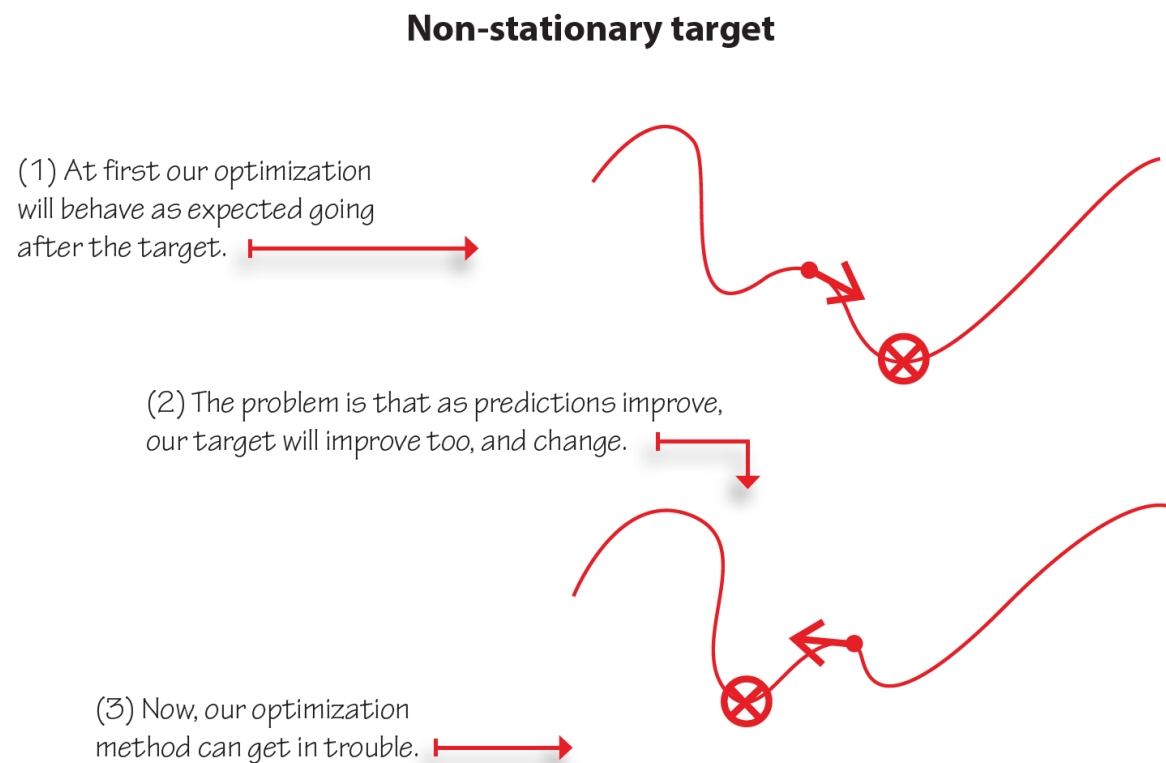 Non-stationary target
(1) At first our optimization
will behave as expected going
after the target.
(2) The problem is that as predictions improve,
our target will improve too, and change.
(3) Now, our optimization
method can get in trouble.